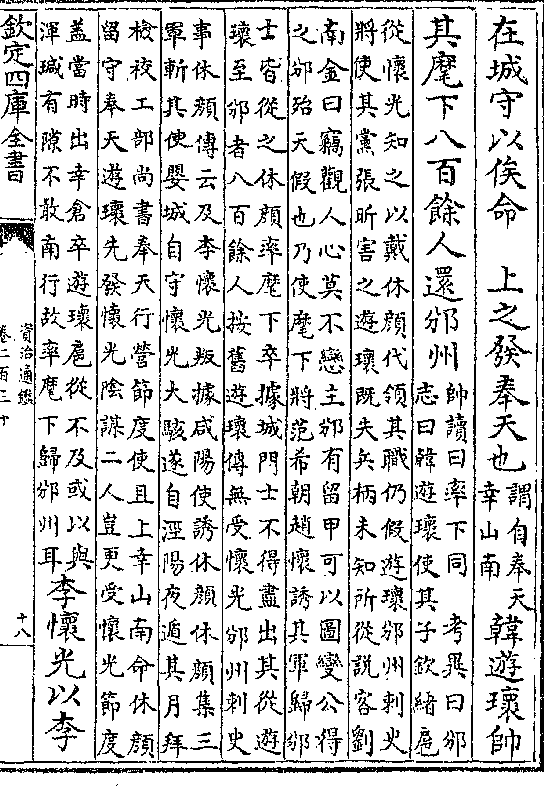 在城守以俟命　上之發奉天也謂自奉天
幸山南韓遊瓌帥
其麾下八百餘人還邠州帥讀曰率下同　考異曰邠
志曰韓遊瓌使其子欽緒扈
從懷光知之以戴休顔代領其職仍假遊瓌邠州刺史
將使其黨張昕害之遊瓌既失兵柄未知所從説客劉
南金曰竊觀人心莫不戀主邠有留甲可以圖變公得
之邠殆天假也乃使麾下將范希朝趙懷誘其軍歸邠
士皆從之休顔率麾下卒據城門士不得盡出其從遊
瓌至邠者八百餘人按舊遊瓌傳無受懷光邠州刺史
事休顔傳云及李懷光叛據咸陽使誘休顔休顔集三
軍斬其使嬰城自守懷光大駭遂自涇陽夜遁其月拜
檢校工部尚書奉天行營節度使且上幸山南命休顔
留守奉天遊瓌先發懷光陰謀二人豈更受懷光節度
蓋當時出幸倉卒遊瓌扈從不及或以與
渾瑊有隙不敢南行故率麾下歸邠州耳李懷光以李
欽定四庫全書
資治通鑑
卷二百三十
十八